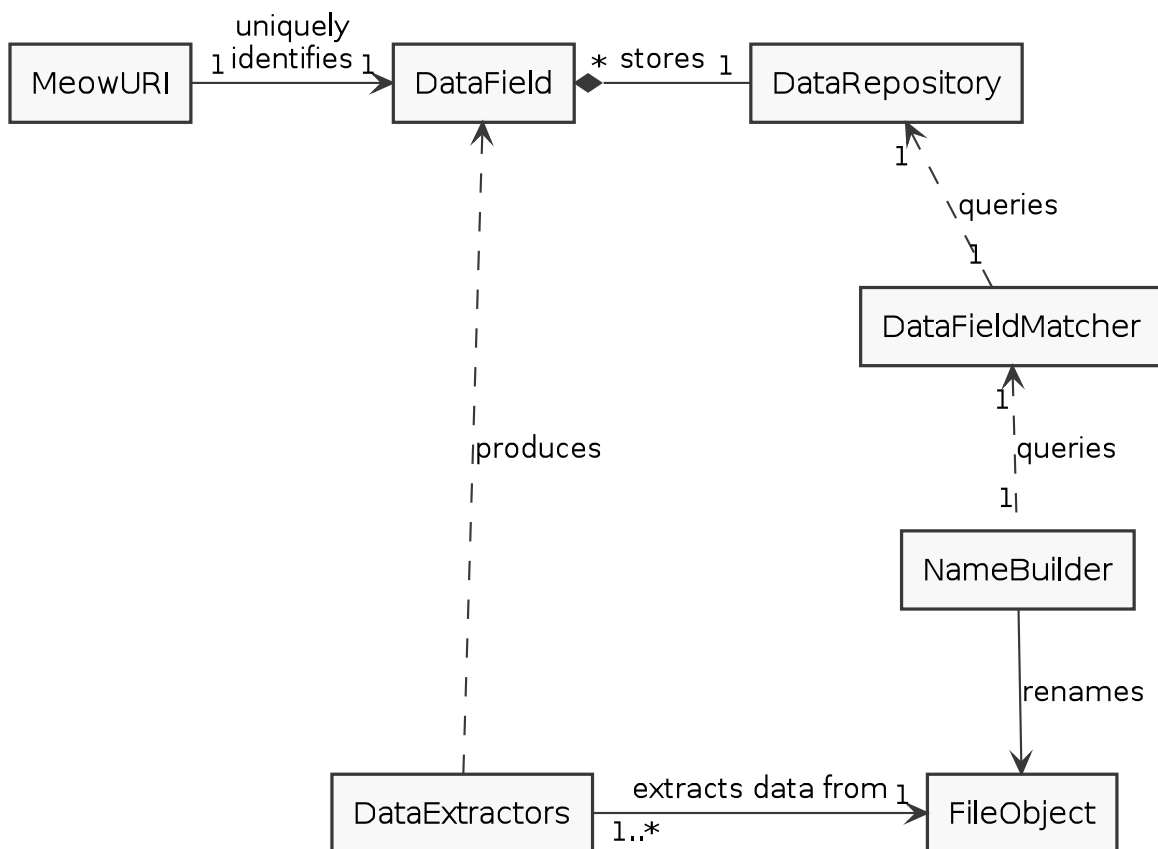 uniquely
identifies
1
1
* stores 1
MeowURI
DataField
DataRepository
1
queries
1
DataFieldMatcher
1
queries
1
produces
NameBuilder
renames
extracts data from 1
1..*
DataExtractors
FileObject